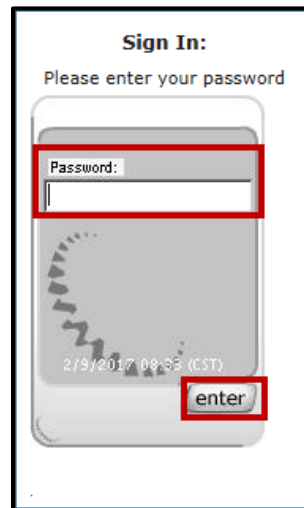 Sign In:
Please enter your password
Password:
2/9/2017 08:33 (CST)
enter